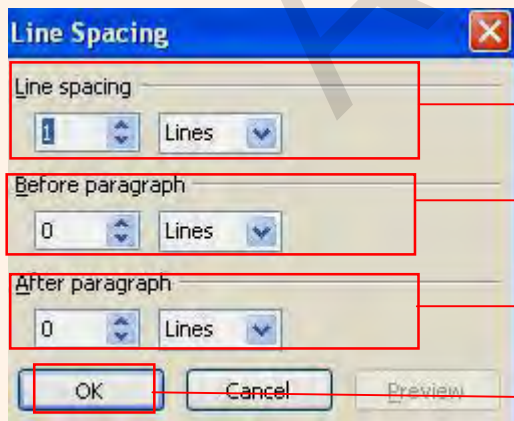 Line Spacing
Line spacing
1 Lines
Before paragraph
0 Lines
After paragraph
0 Lines
OK Cancel Preview